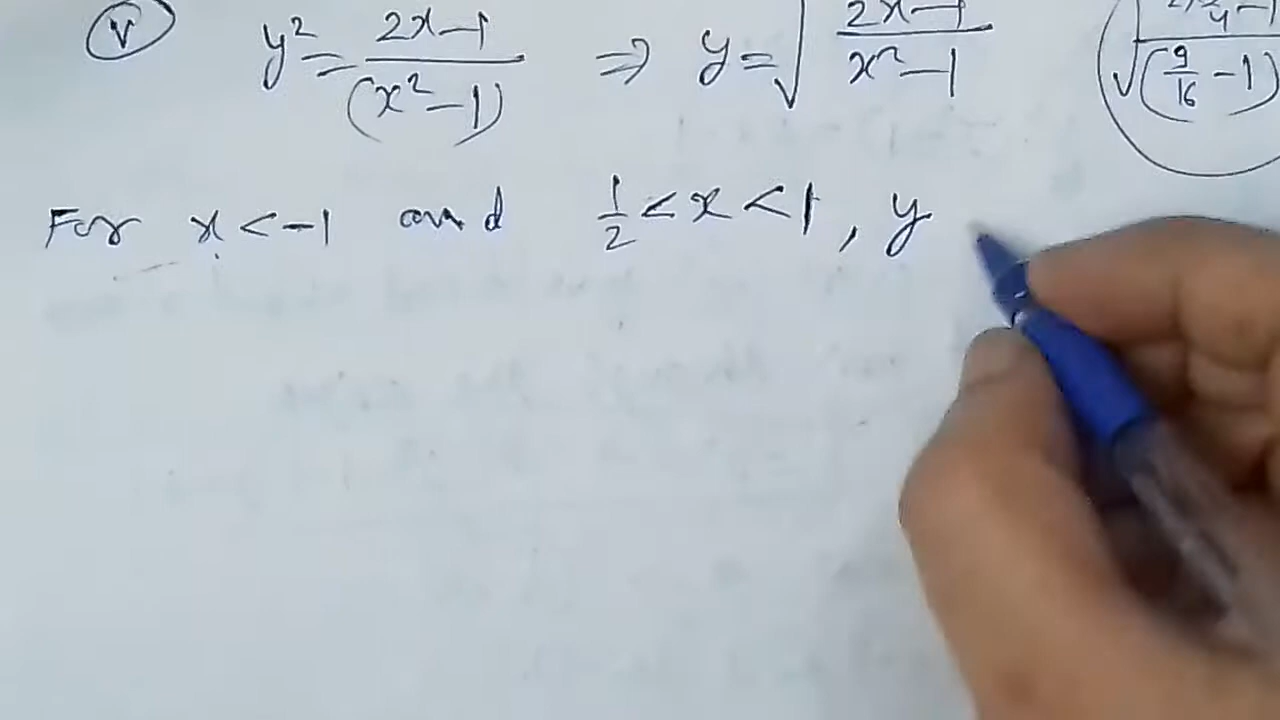 (v) y² = (2x-1)/(x²-1) ⇒ y = √((2x-1)/(x²-1)) √(9/16 - 1)
For x < -1 and 1/2 < x < 1, y